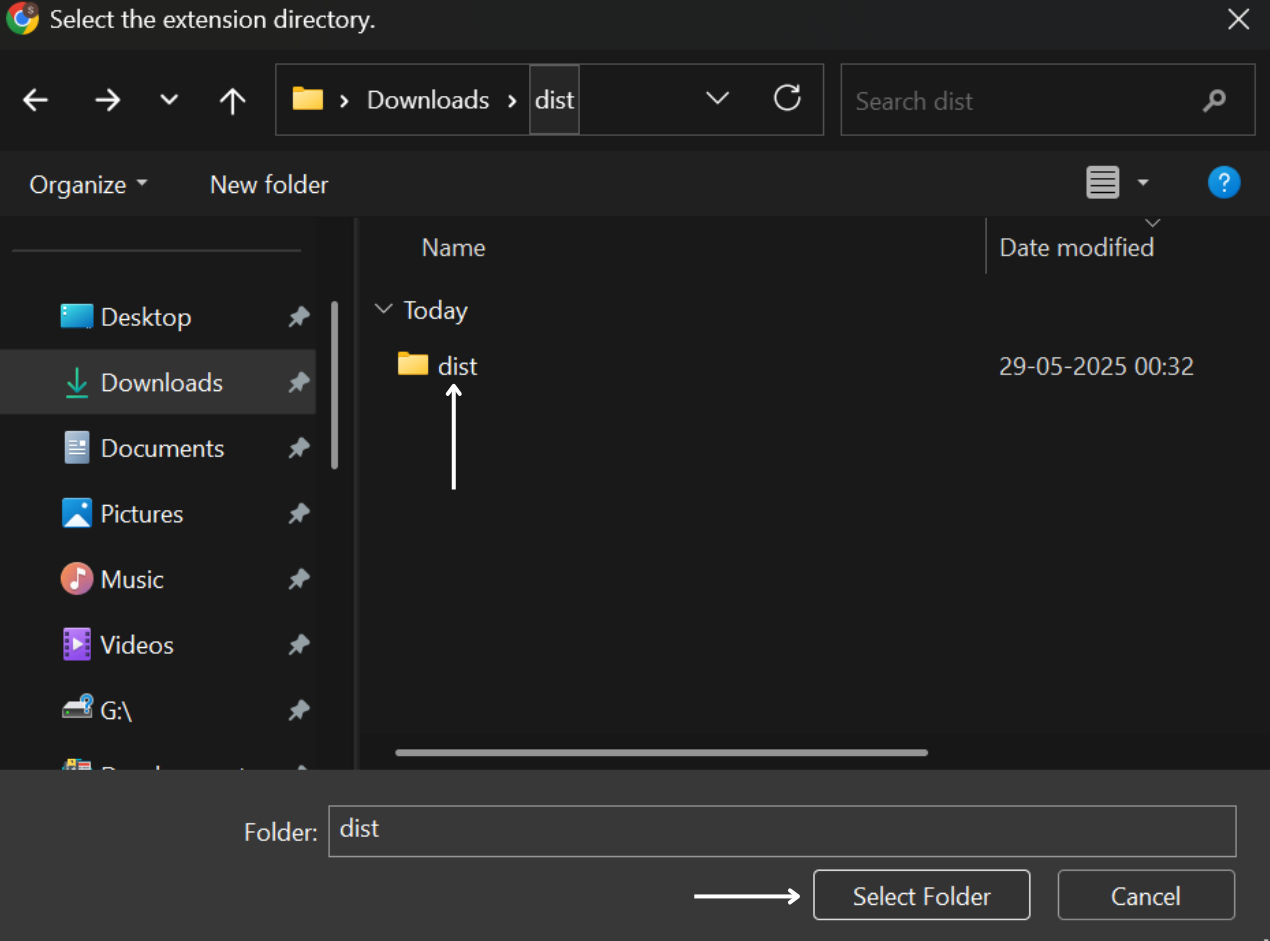 Select the extension directory.
Downloads dist
Search dist
Organize New folder
Name Date modified
Today
dist 29-05-2025 00:32
Desktop
Downloads
Documents
Pictures
Music
Videos
G:\
Folder: dist
Select Folder Cancel